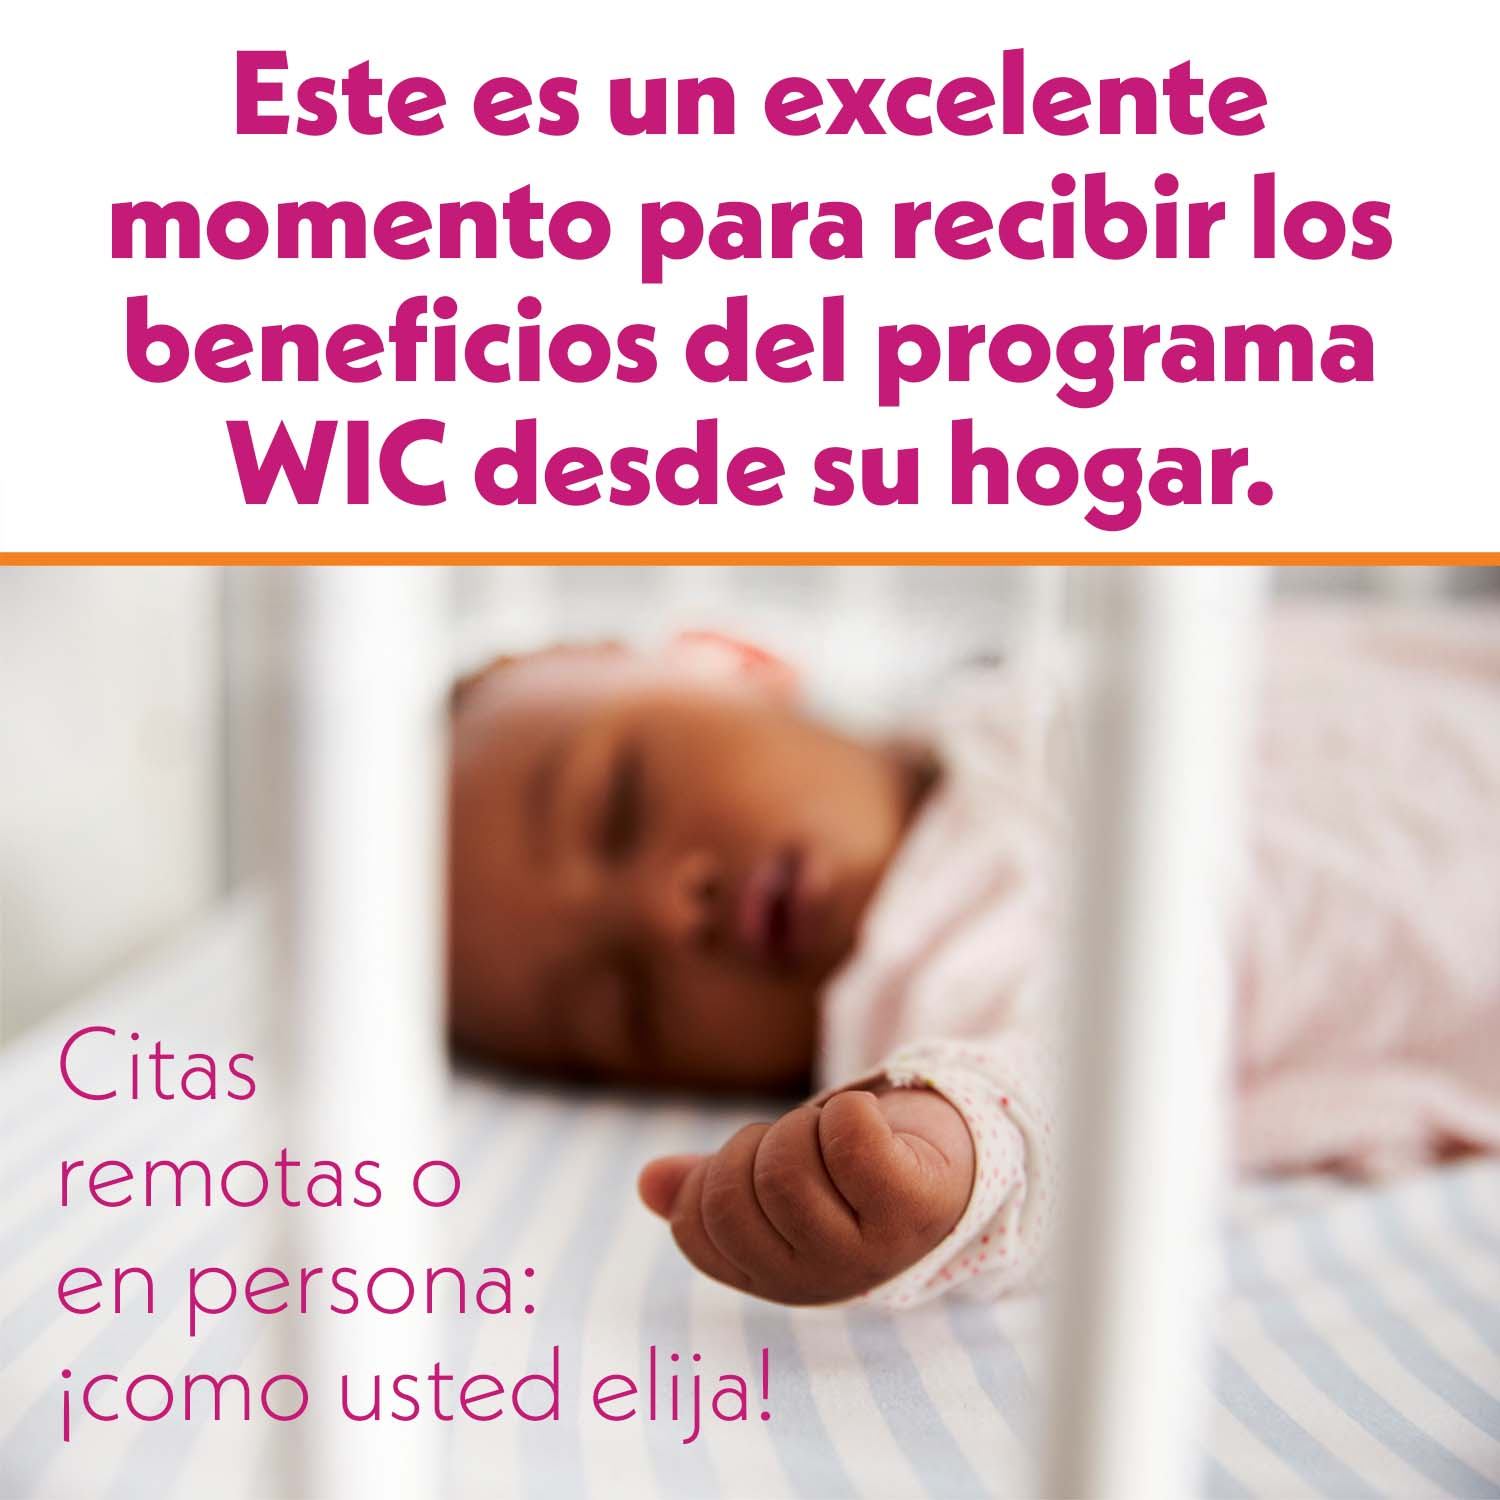 Este es un excelente
momento para recibir los
beneficios del programa
WIC desde su hogar.
Citas
remotas o
en persona:
¡como usted elija!